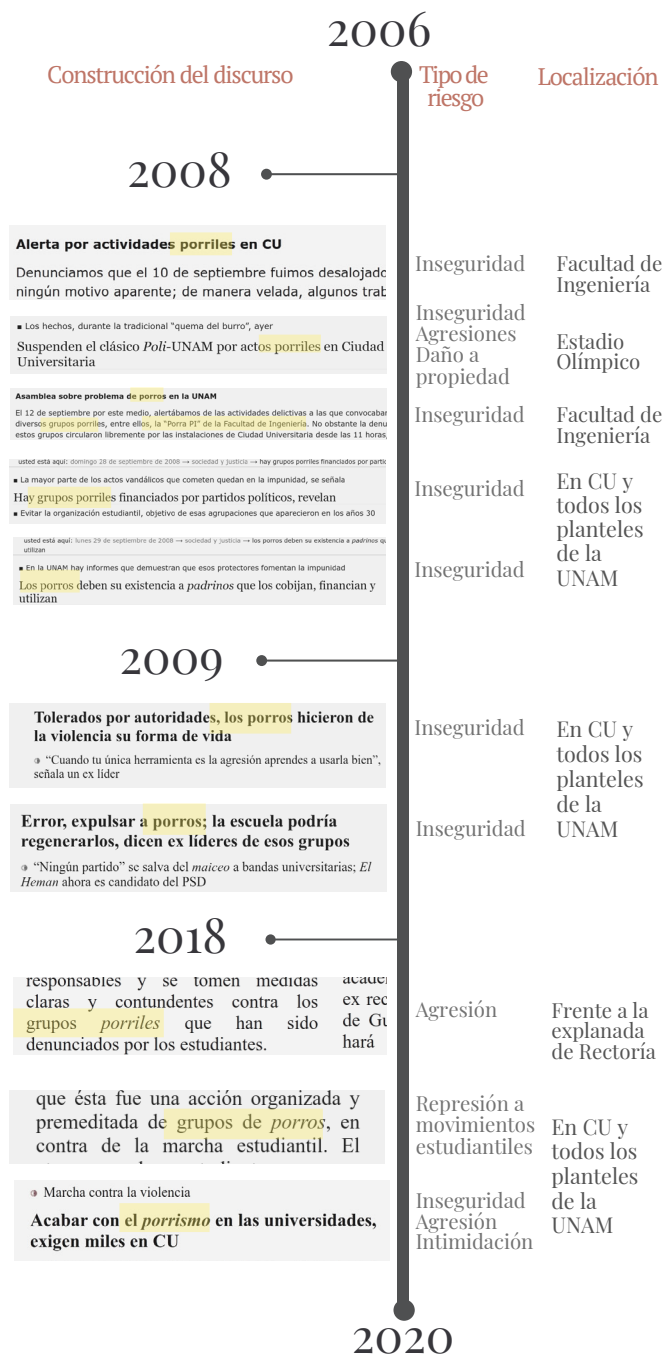 2006
Construcción del discurso
Tipo de
riesgo
Localización
2008
Alerta por actividades porriles en CU
Denunciamos que el 10 de septiembre fuimos desalojado
ningún motivo aparente; de manera velada, algunos trab
Inseguridad
Facultad de
Ingeniería
▪ Los hechos, durante la tradicional “quema del burro”, ayer
Suspenden el clásico Poli-UNAM por actos porriles en Ciudad
Universitaria
Inseguridad
Agresiones
Daño a
propiedad
Estadio
Olímpico
Asamblea sobre problema de porros en la UNAM
El 12 de septiembre por este medio, alertábamos de las actividades delictivas a las que convocabar
diversos grupos porriles, entre ellos, la “Porra PI” de la Facultad de Ingeniería. No obstante la denu
estos grupos circularon libremente por las instalaciones de Ciudad Universitaria desde las 11 horas,
Inseguridad
Facultad de
Ingeniería
usted está aquí: domingo 28 de septiembre de 2008 → sociedad y justicia → hay grupos porriles financiados por partic
▪ La mayor parte de los actos vandálicos que cometen quedan en la impunidad, se señala
Hay grupos porriles financiados por partidos políticos, revelan
▪ Evitar la organización estudiantil, objetivo de esas agrupaciones que aparecieron en los años 30
Inseguridad
usted está aquí: lunes 29 de septiembre de 2008 → sociedad y justicia → los porros deben su existencia a padrinos qu
utilizan
▪ En la UNAM hay informes que demuestran que esos protectores fomentan la impunidad
Los porros deben su existencia a padrinos que los cobijan, financian y
utilizan
Inseguridad
En CU y
todos los
planteles
de la
UNAM
2009
Tolerados por autoridades, los porros hicieron de
la violencia su forma de vida
“Cuando tu única herramienta es la agresión aprendes a usarla bien”,
señala un ex líder
Inseguridad
Error, expulsar a porros; la escuela podría
regenerarlos, dicen ex líderes de esos grupos
“Ningún partido” se salva del maiceo a bandas universitarias; El
Heman ahora es candidato del PSD
Inseguridad
En CU y
todos los
planteles
de la
UNAM
2018
responsables y se tomen medidas
claras y contundentes contra los
grupos porriles que han sido
denunciados por los estudiantes.
ex rec
de Gu
hará
Agresión
Frente a la
explanada
de Rectoría
que ésta fue una acción organizada y
premeditada de grupos de porros, en
contra de la marcha estudiantil. El
Represión a
movimientos
estudiantiles
Marcha contra la violencia
Acabar con el porrismo en las universidades,
exigen miles en CU
Inseguridad
Agresión
Intimidación
En CU y
todos los
planteles
de la
UNAM
2020